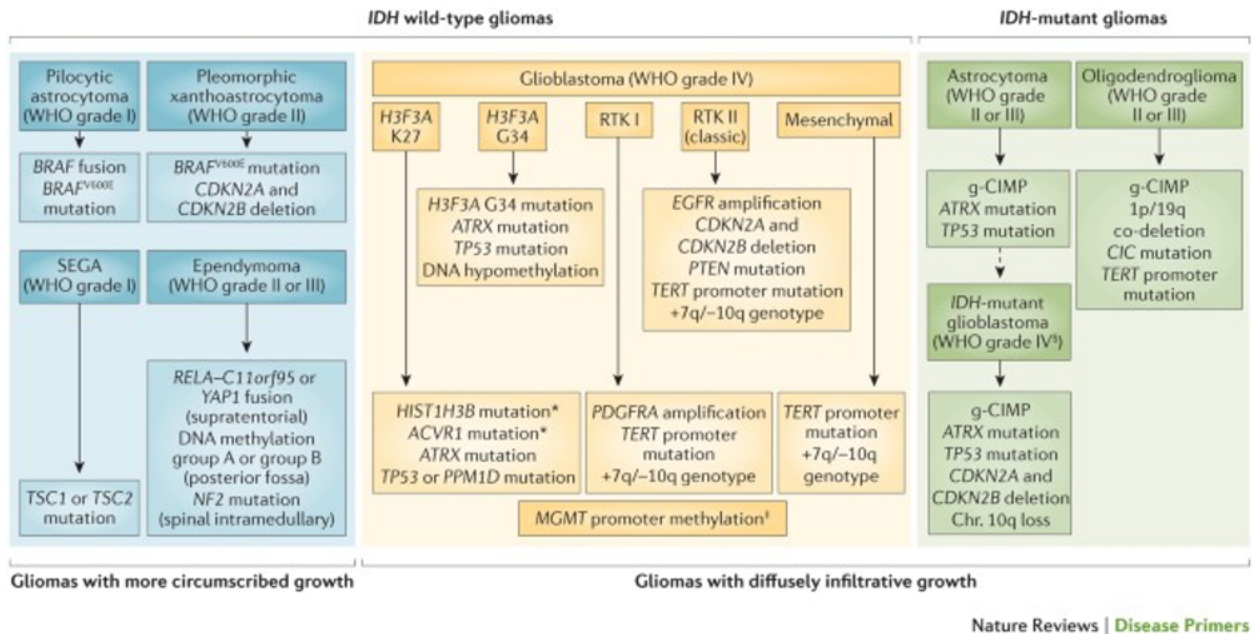 IDH wild-type gliomas
IDH-mutant gliomas
Pilocytic
astrocytoma
(WHO grade I)
BRAF fusion
BRAFV600E
mutation
Pleomorphic
xanthoastrocytoma
(WHO grade II)
BRAFV600E mutation
CDKN2A and
CDKN2B deletion
SEGA
(WHO grade I)
TSC1 or TSC2
mutation
Ependymoma
(WHO grade II or III)
RELA–C11orf95 or
YAP1 fusion
(supratentorial)
DNA methylation
group A or group B
(posterior fossa)
NF2 mutation
(spinal intramedullary)
Glioblastoma (WHO grade IV)
H3F3A
K27
H3F3A
G34
RTK I
RTK II
(classic)
Mesenchymal
H3F3A G34 mutation
ATRX mutation
TP53 mutation
DNA hypomethylation
EGFR amplification
CDKN2A and
CDKN2B deletion
PTEN mutation
TERT promoter mutation
+7q/–10q genotype
HIST1H3B mutation*
ACVR1 mutation*
ATRX mutation
TP53 or PPM1D mutation
PDGFRA amplification
TERT promoter
mutation
+7q/–10q genotype
TERT promoter
mutation
+7q/–10q
genotype
MGMT promoter methylation‡
Astrocytoma
(WHO grade
II or III)
g-CIMP
ATRX mutation
TP53 mutation
IDH-mutant
glioblastoma
(WHO grade IV§)
g-CIMP
ATRX mutation
TP53 mutation
CDKN2A and
CDKN2B deletion
Chr. 10q loss
Oligodendroglioma
(WHO grade
II or III)
g-CIMP
1p/19q
co-deletion
CIC mutation
TERT promoter
mutation
Gliomas with more circumscribed growth
Gliomas with diffusely infiltrative growth
Nature Reviews | Disease Primers